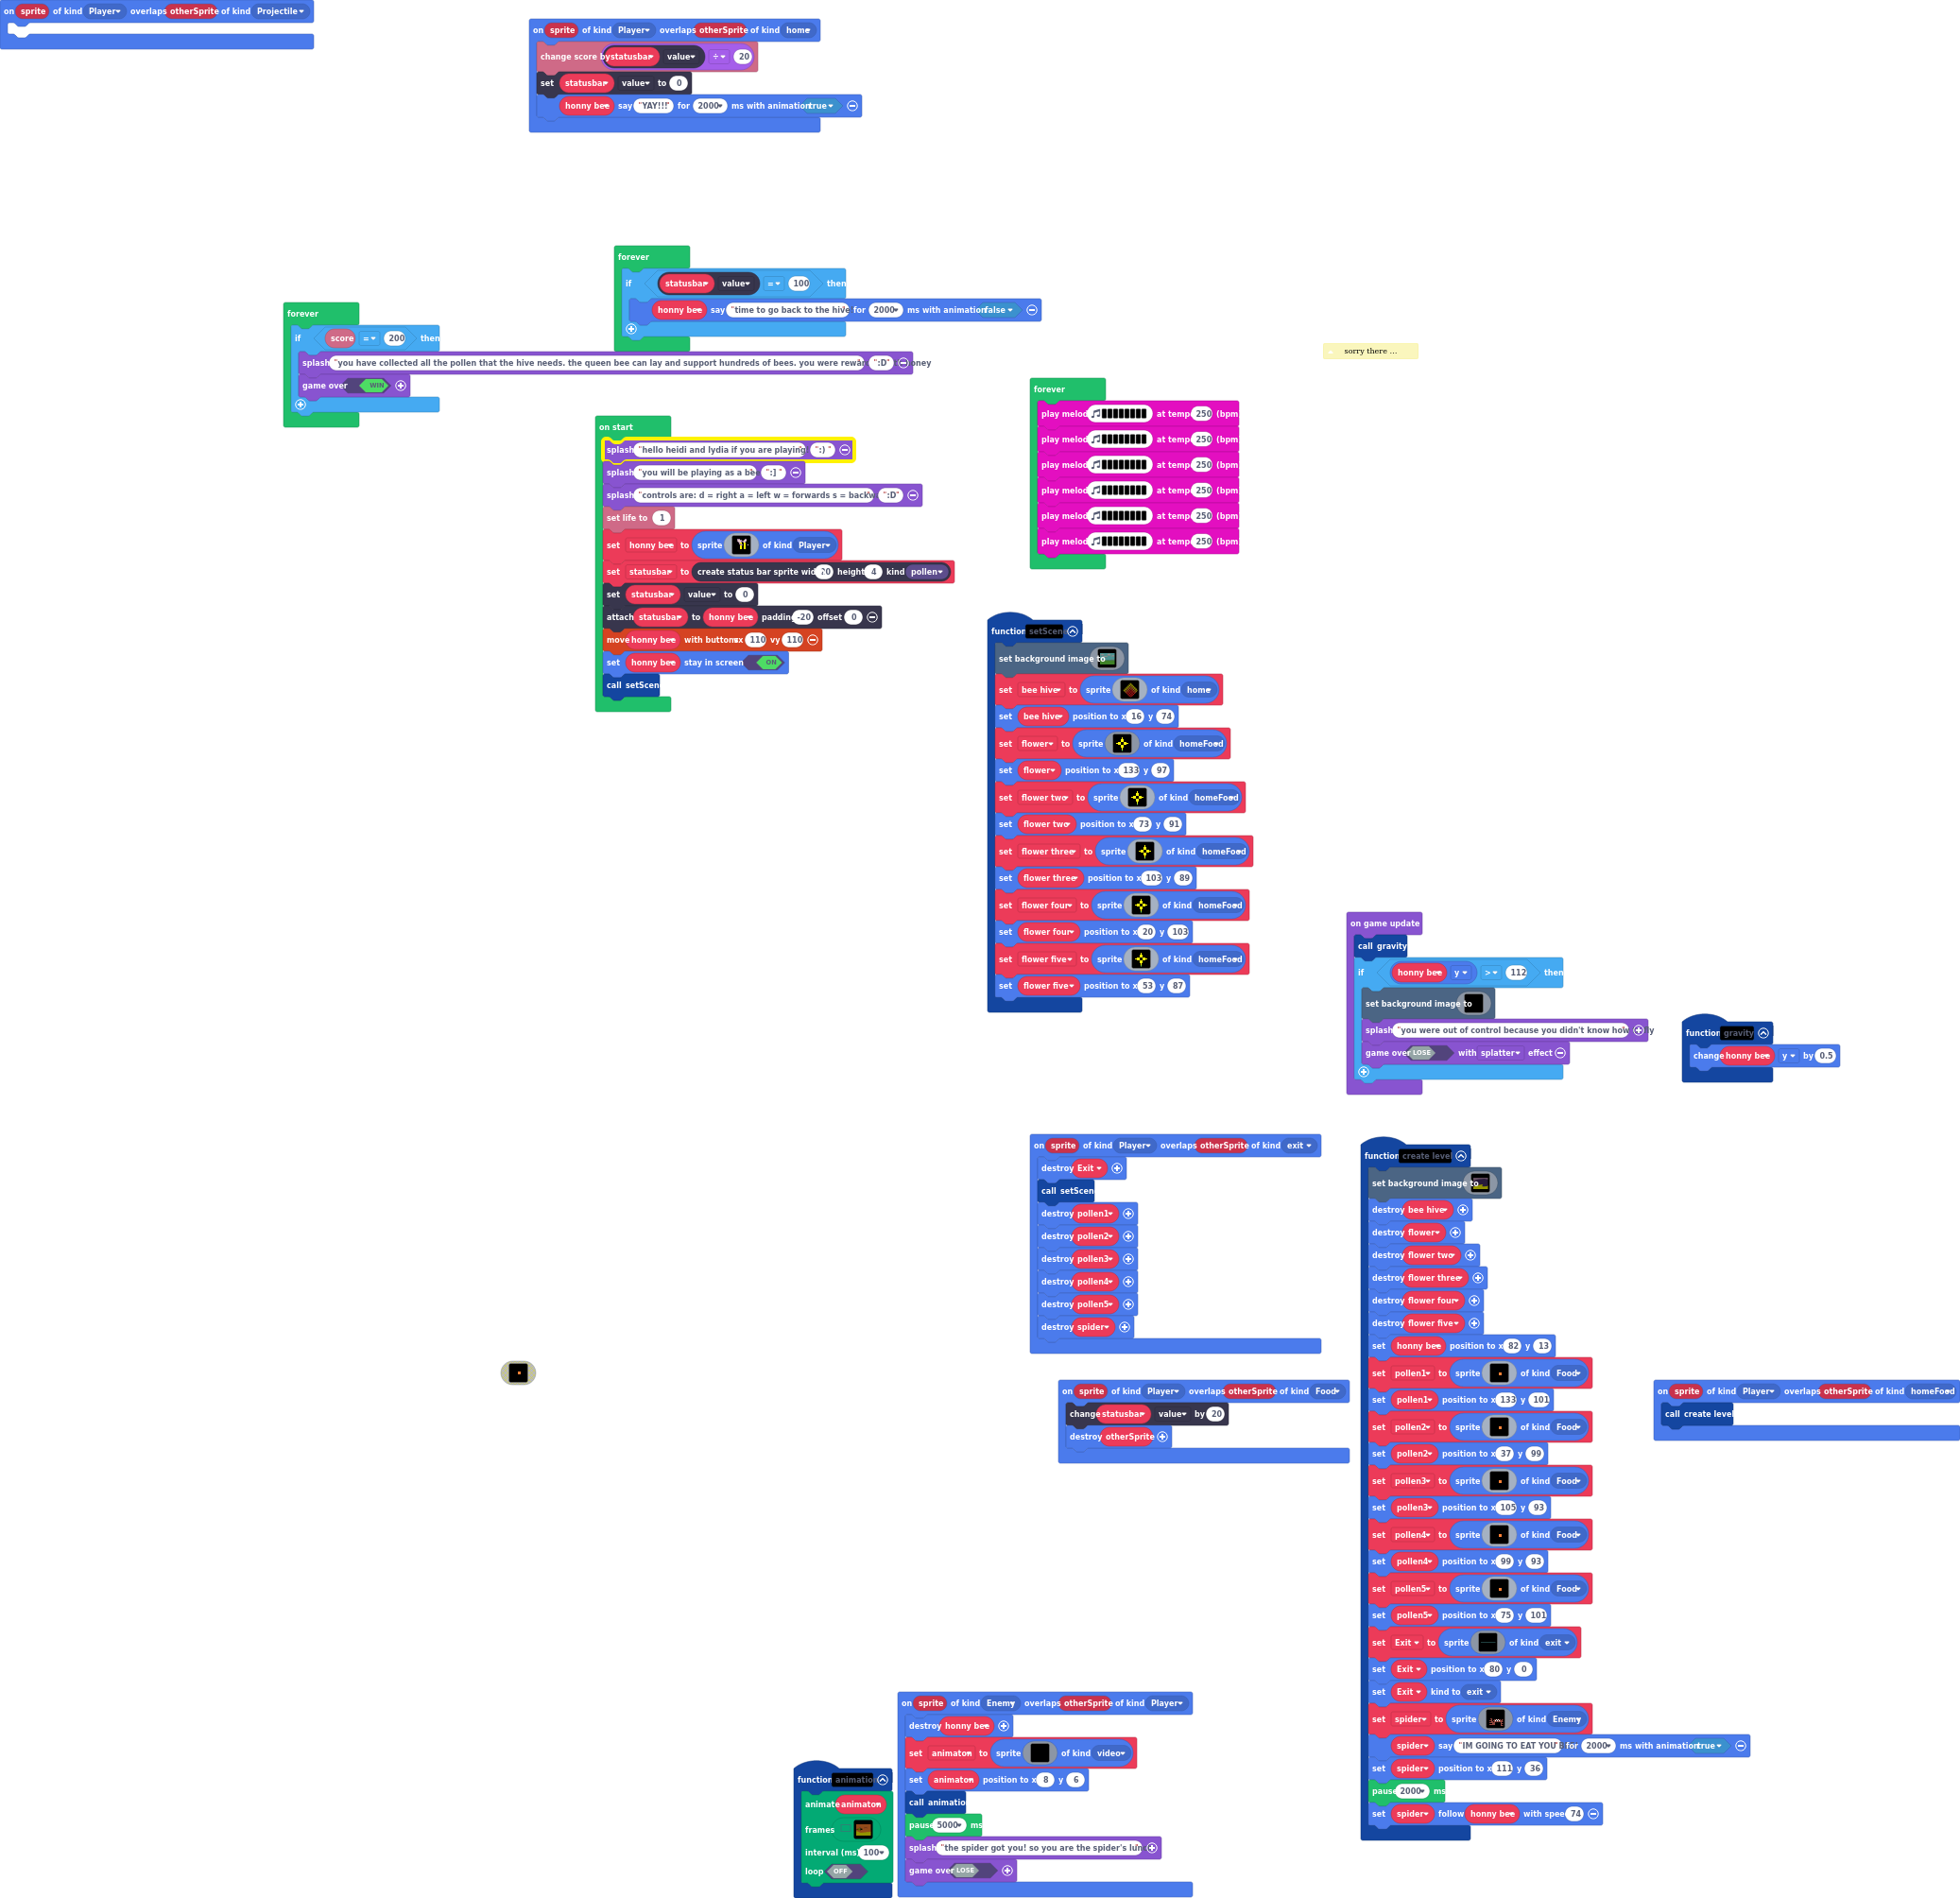 on sprite of kind Player overlaps otherSprite of kind Projectile
on sprite of kind Player overlaps otherSprite of kind home
change score by statusbar value ÷ 20
set statusbar value to 0
honny bee say "YAY!!!" for 2000 ms with animation true
forever
if statusbar value = 100 then
honny bee say "time to go back to the hive for 2000 ms with animation false
forever
if score = 200 then
splash "you have collected all the pollen that the hive needs. the queen bee can lay and support hundreds of bees. you were rewar ":D"
game over WIN
sorry there ...
on start
splash "hello heidi and lydia if you are playing ":) "
splash "you will be playing as a be ":] "
splash "controls are: d = right a = left w = forwards s = backw ":D"
set life to 1
set honny bee to sprite of kind Player
set statusbar to create status bar sprite wid 20 height 4 kind pollen
set statusbar value to 0
attach statusbar to honny bee padding -20 offset 0
move honny bee with buttons vx 110 vy 110
set honny bee stay in screen ON
call setScen
forever
play melod at temp 250 (bpm
play melod at temp 250 (bpm
play melod at temp 250 (bpm
play melod at temp 250 (bpm
play melod at temp 250 (bpm
play melod at temp 250 (bpm
function setScen
set background image to
set bee hive to sprite of kind home
set bee hive position to x 16 y 74
set flower to sprite of kind homeFood
set flower position to x 133 y 97
set flower two to sprite of kind homeFood
set flower two position to x 73 y 91
set flower three to sprite of kind homeFood
set flower three position to x 103 y 89
set flower four to sprite of kind homeFood
set flower four position to x 20 y 103
set flower five to sprite of kind homeFood
set flower five position to x 53 y 87
on game update
call gravity
if honny bee y > 112 then
set background image to
splash "you were out of control because you didn't know how
game over LOSE with splatter effect
function gravity
change honny bee y by 0.5
on sprite of kind Player overlaps otherSprite of kind exit
destroy Exit
call setScen
destroy pollen1
destroy pollen2
destroy pollen3
destroy pollen4
destroy pollen5
destroy spider
on sprite of kind Player overlaps otherSprite of kind Food
change statusbar value by 20
destroy otherSprite
function create level
set background image to
destroy bee hive
destroy flower
destroy flower two
destroy flower three
destroy flower four
destroy flower five
set honny bee position to x 82 y 13
set pollen1 to sprite of kind Food
set pollen1 position to x 133 y 101
set pollen2 to sprite of kind Food
set pollen2 position to x 37 y 99
set pollen3 to sprite of kind Food
set pollen3 position to x 105 y 93
set pollen4 to sprite of kind Food
set pollen4 position to x 99 y 93
set pollen5 to sprite of kind Food
set pollen5 position to x 75 y 101
set Exit to sprite of kind exit
set Exit position to x 80 y 0
set Exit kind to exit
set spider to sprite of kind Enemy
spider say "IM GOING TO EAT YOU for 2000 ms with animation true
set spider position to x 111 y 36
pause 2000 ms
set spider follow honny bee with spee 74
on sprite of kind Player overlaps otherSprite of kind homeFood
call create level
on sprite of kind Enemy overlaps otherSprite of kind Player
destroy honny bee
set animaton to sprite of kind video
set animaton position to x 8 y 6
call animatio
pause 5000 ms
splash "the spider got you! so you are the spider's lun
game over LOSE
function animatio
animate animaton
frames
interval (ms) 100
loop OFF